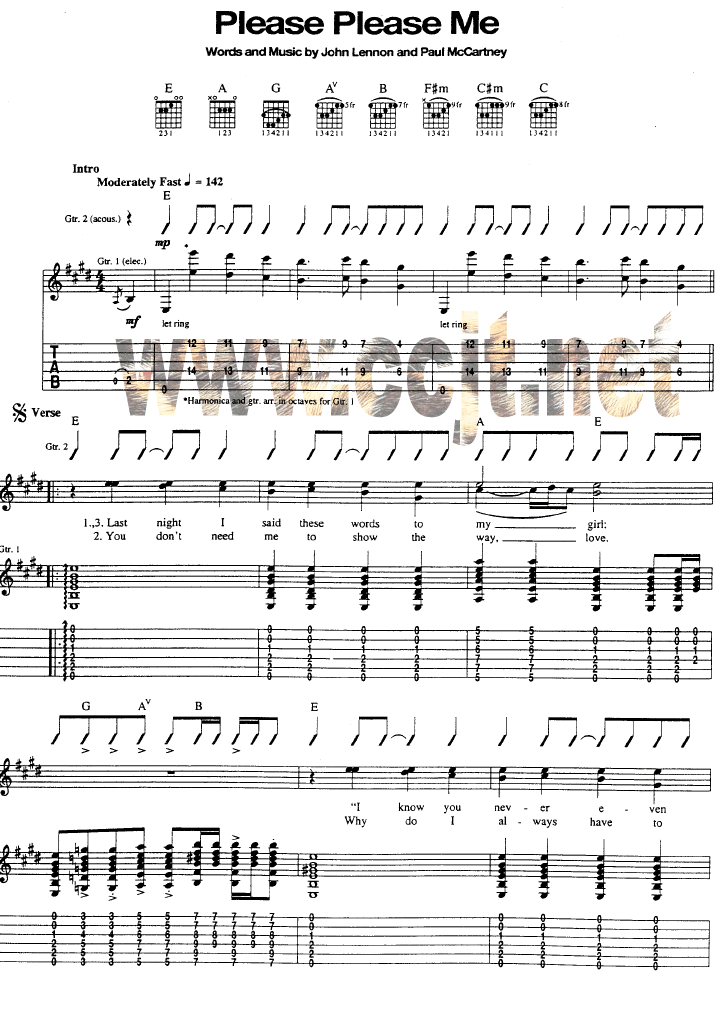 Please Please Me
Words and Music by John Lennon and Paul McCartney
E A G Aⱽ B F♯m C♯m C
5fr 7fr 9fr 9fr 8fr
231 123 134211 134211 134211 13421 134111 134211
Intro
Moderately Fast ♩ = 142
E
Gtr. 2 (acous.)
mp
Gtr. 1 (elec.)
4/4
mf
let ring let ring
T 12 11 9 7 9 7 4 12 11 9 7 9 7 4
A 14 13 11 9 11 9 6 14 13 11 9 11 9 6
B 0 2 0 0
*Harmonica and gtr. arr. in octaves for Gtr. 1
www.ccjt.net
Verse
E A E
Gtr. 2
1.,3. Last night I said these words to my girl:
2. You don't need me to show the way, love.
Gtr. 1
G Aⱽ B E
"I know you nev - er e - ven
Why do I al - ways have to